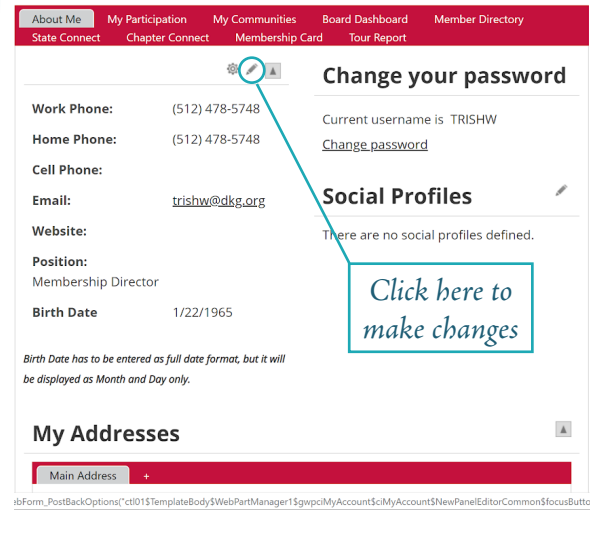 About Me My Participation My Communities Board Dashboard Member Directory
State Connect Chapter Connect Membership Card Tour Report
Work Phone: (512) 478-5748
Home Phone: (512) 478-5748
Cell Phone:
Email: trishw@dkg.org
Website:
Position:
Membership Director
Birth Date 1/22/1965
Birth Date has to be entered as full date format, but it will
be displayed as Month and Day only.
Change your password
Current username is TRISHW
Change password
Social Profiles
There are no social profiles defined.
Click here to
make changes
My Addresses
Main Address +
ebForm_PostBackOptions("ctl01$TemplateBody$WebPartManager1$gwpciMyAccount$ciMyAccount$NewPanelEditorCommon$focusButto